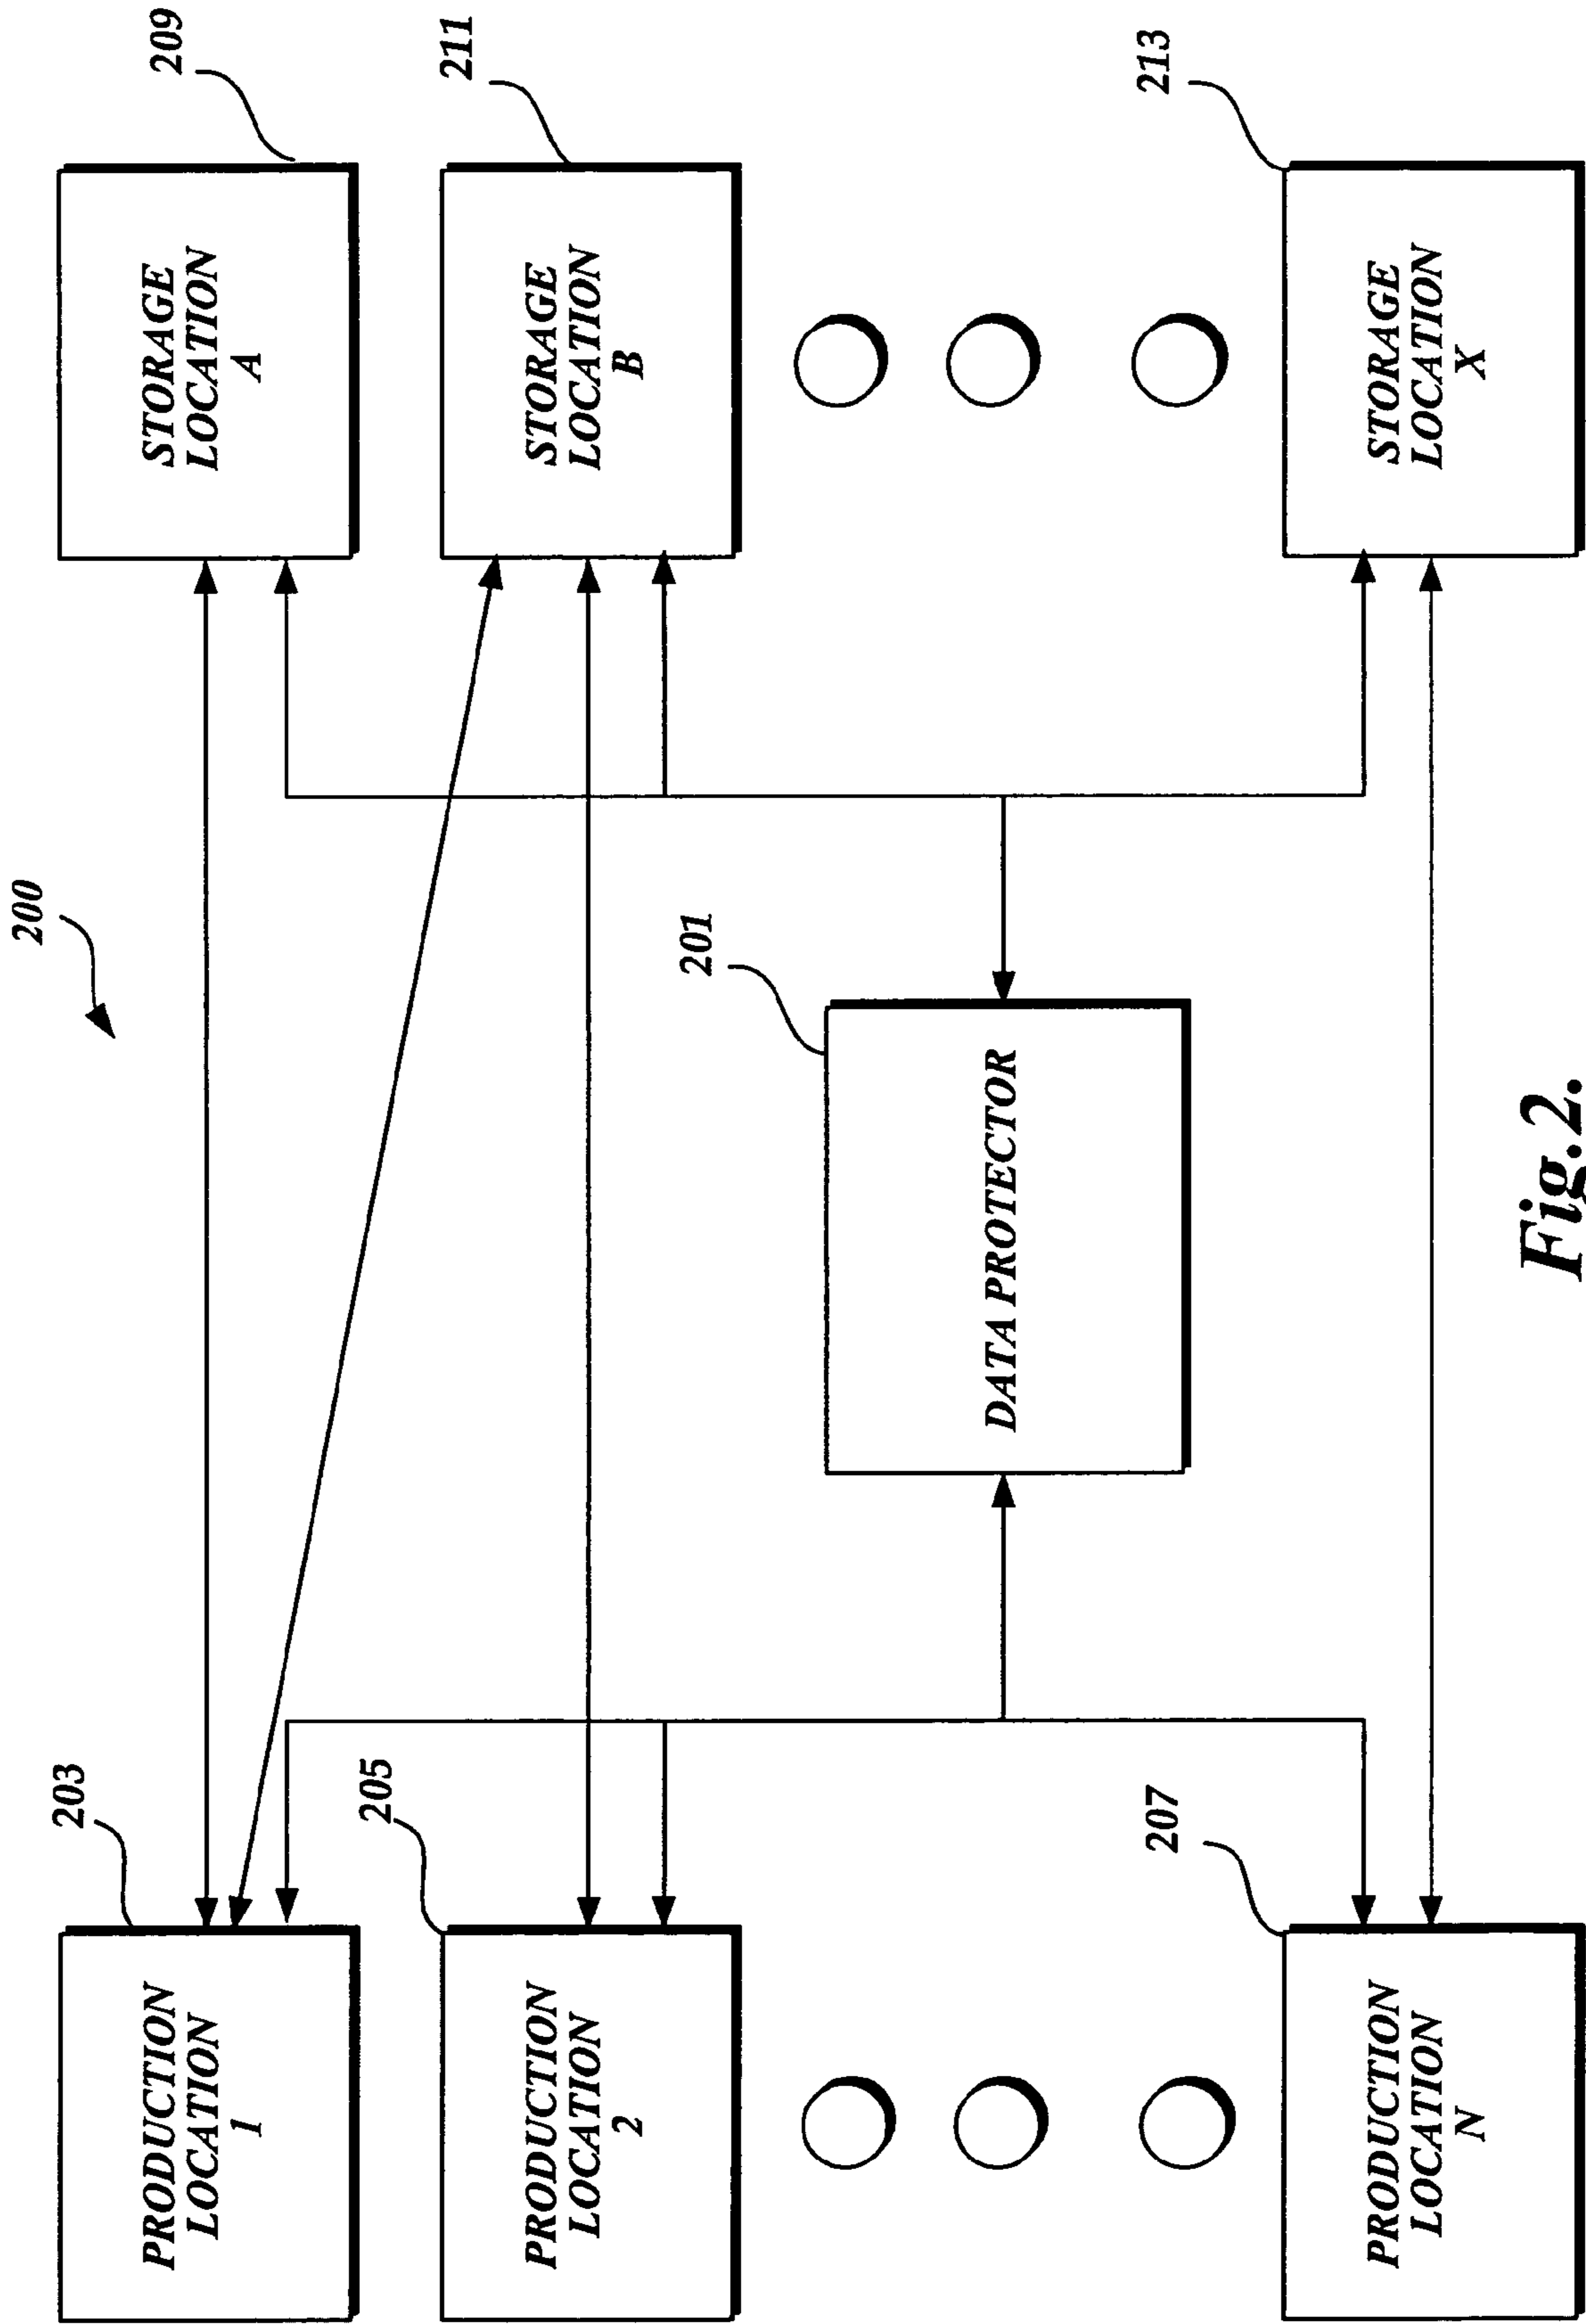 200
203
PRODUCTION
LOCATION
1
209
STORAGE
LOCATION
A
205
PRODUCTION
LOCATION
2
211
STORAGE
LOCATION
B
201
DATA PROTECTOR
207
PRODUCTION
LOCATION
N
213
STORAGE
LOCATION
X
Fig.2.